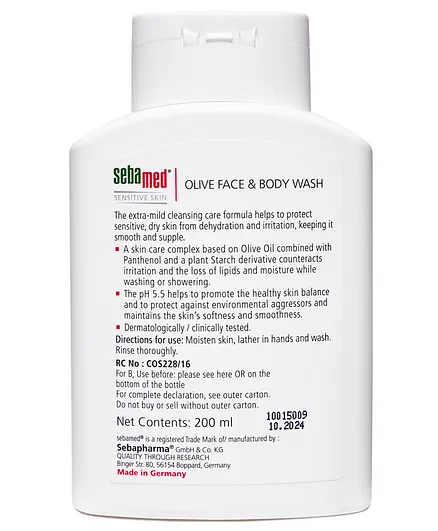 sebamed®
SENSITIVE SKIN
OLIVE FACE & BODY WASH
The extra-mild cleansing care formula helps to protect
sensitive, dry skin from dehydration and irritation, keeping it
smooth and supple.
• A skin care complex based on Olive Oil combined with
Panthenol and a plant Starch derivative counteracts
irritation and the loss of lipids and moisture while
washing or showering.
• The pH 5.5 helps to promote the healthy skin balance
and to protect against environmental aggressors and
maintains the skin's softness and smoothness.
• Dermatologically / clinically tested.
Directions for use: Moisten skin, lather in hands and wash.
Rinse thoroughly.
RC No : COS228/16
For B, Use before: please see here OR on the
bottom of the bottle
For complete declaration, see outer carton.
Do not buy or sell without outer carton.
Net Contents: 200 ml
10015009
10.2024
sebamed® is a registered Trade Mark of/ manufactured by :
Sebapharma® GmbH & Co. KG
QUALITY THROUGH RESEARCH
Binger Str. 80, 56154 Boppard, Germany
Made in Germany